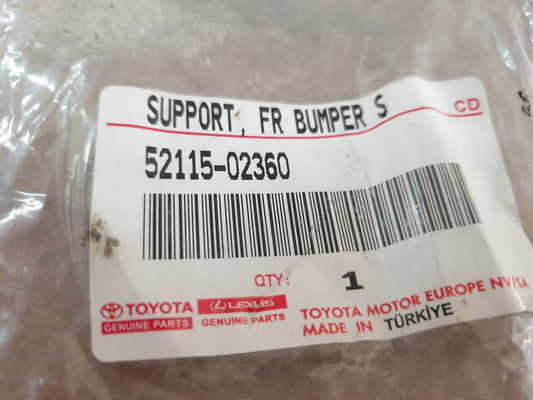 SUPPORT, FR BUMPER S
CD
52115-02360
QTY: 1
TOYOTA
GENUINE PARTS
LEXUS
GENUINE PARTS
TOYOTA MOTOR EUROPE NV/SA
MADE IN TÜRKİYE